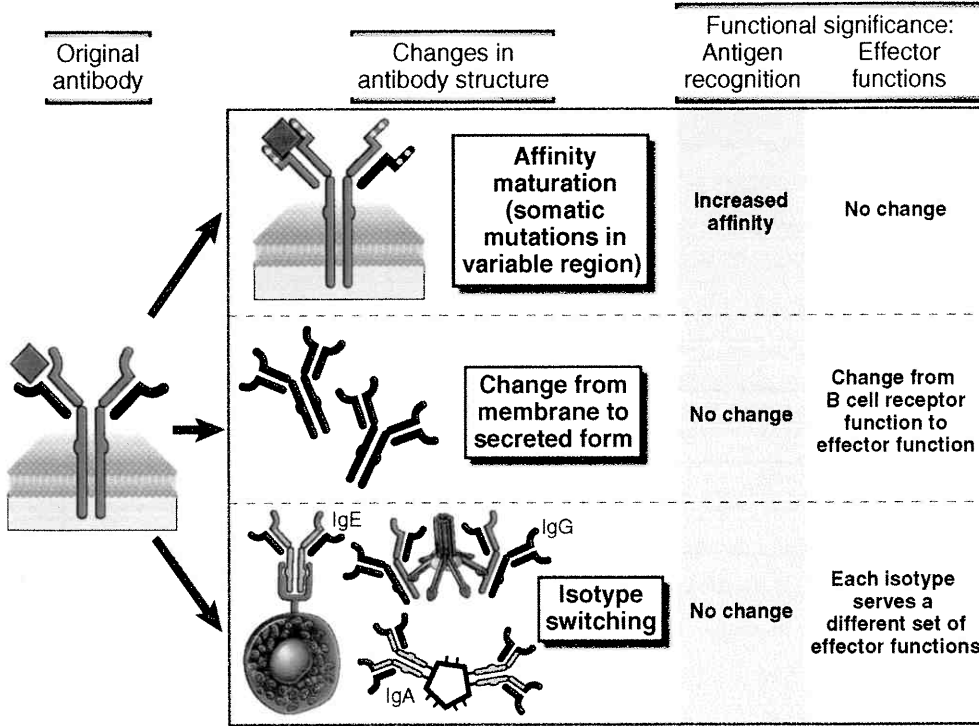 Functional significance:
Original
antibody
Changes in
antibody structure
Antigen
recognition
Effector
functions
Affinity
maturation
(somatic
mutations in
variable region)
Increased
affinity
No change
Change from
membrane to
secreted form
No change
Change from
B cell receptor
function to
effector function
IgE
IgG
IgA
Isotype
switching
No change
Each isotype
serves a
different set of
effector functions